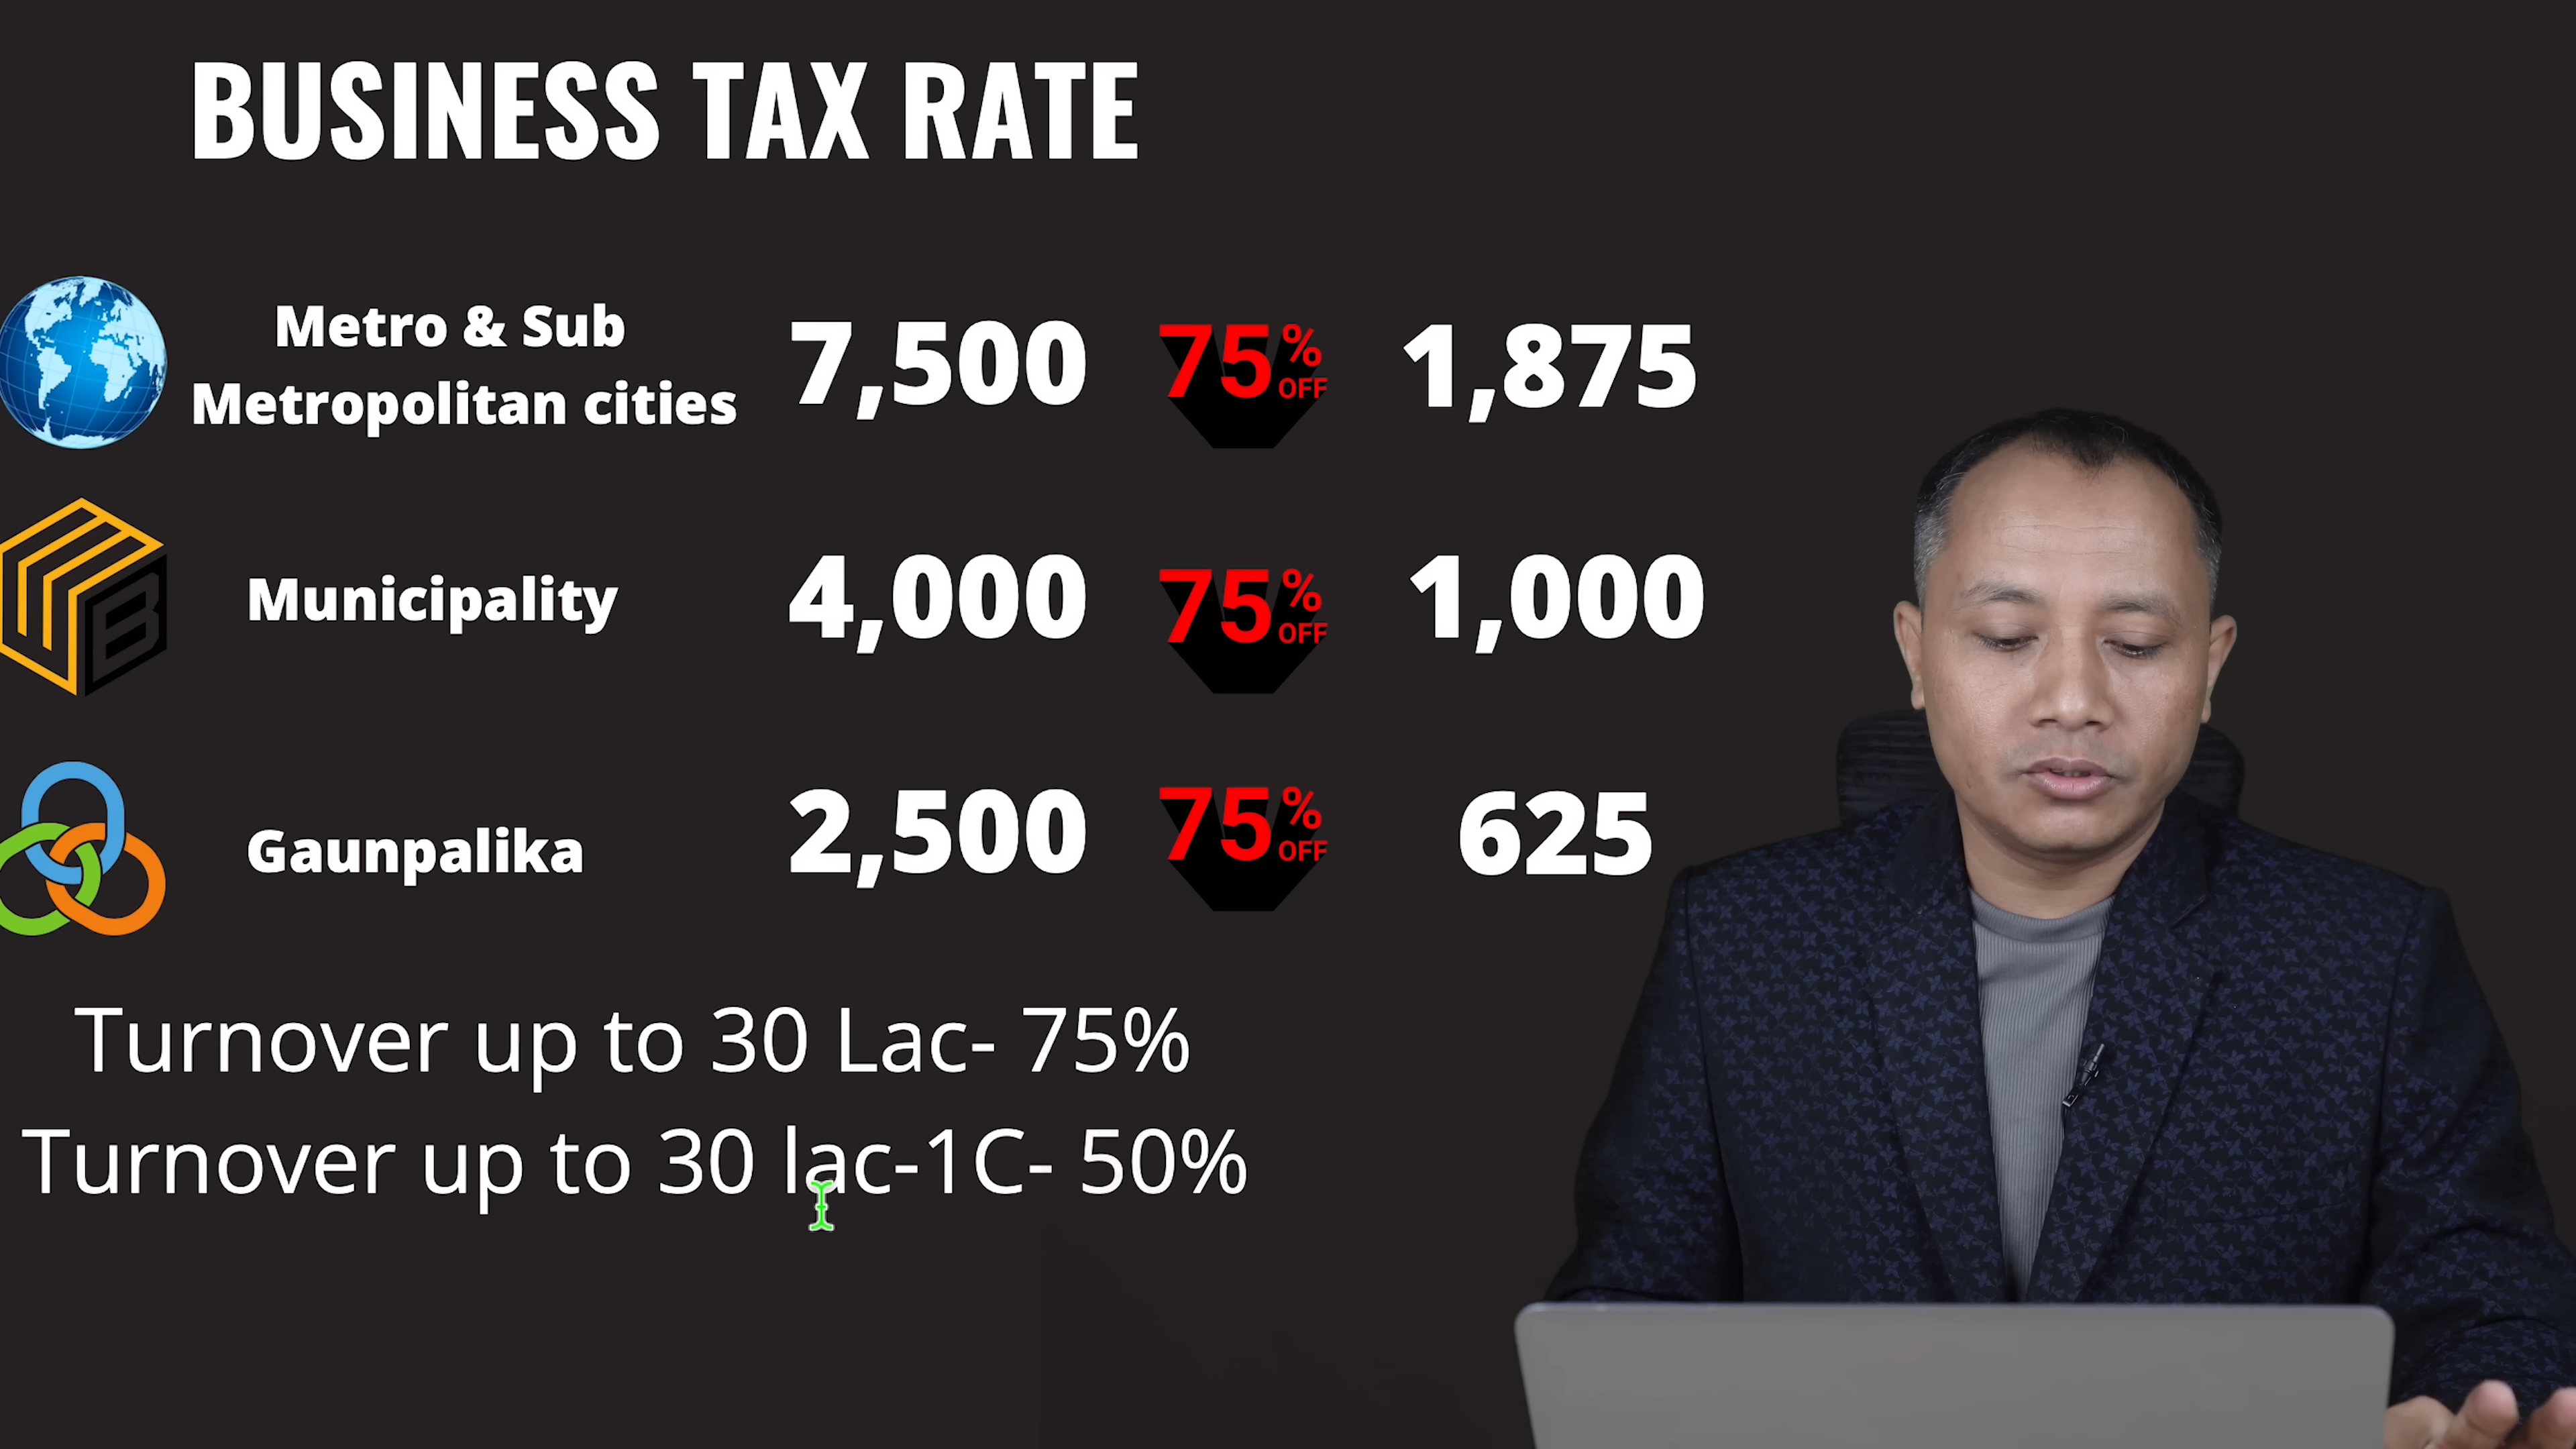 BUSINESS TAX RATE
Metro & Sub
Metropolitan cities
7,500
75% OFF
1,875
Municipality
4,000
75% OFF
1,000
Gaunpalika
2,500
75% OFF
625
Turnover up to 30 Lac- 75%
Turnover up to 30 lac-1C- 50%